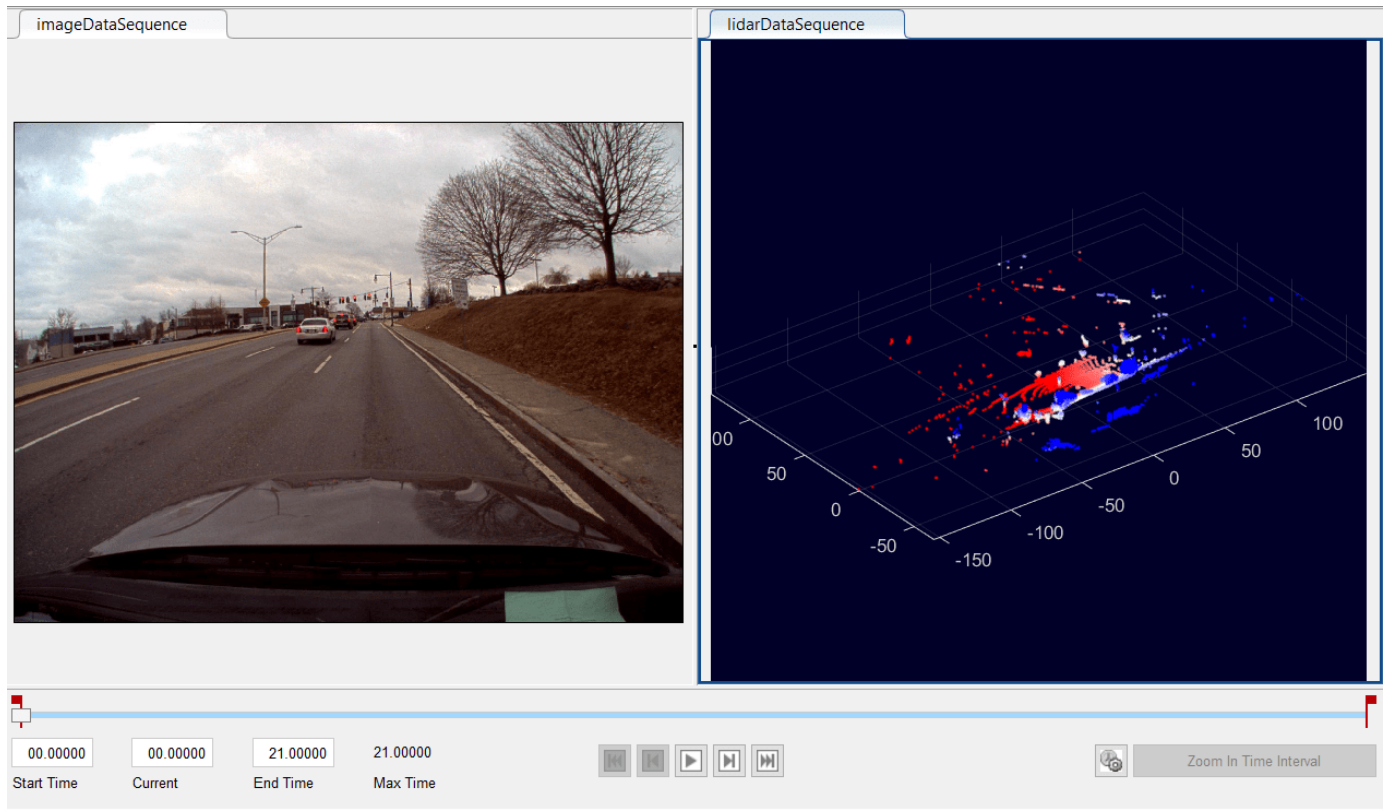 imageDataSequence
lidarDataSequence
00
50
0
-50
-150
-100
-50
0
50
100
00.00000
00.00000
21.00000
21.00000
Start Time
Current
End Time
Max Time
Zoom In Time Interval